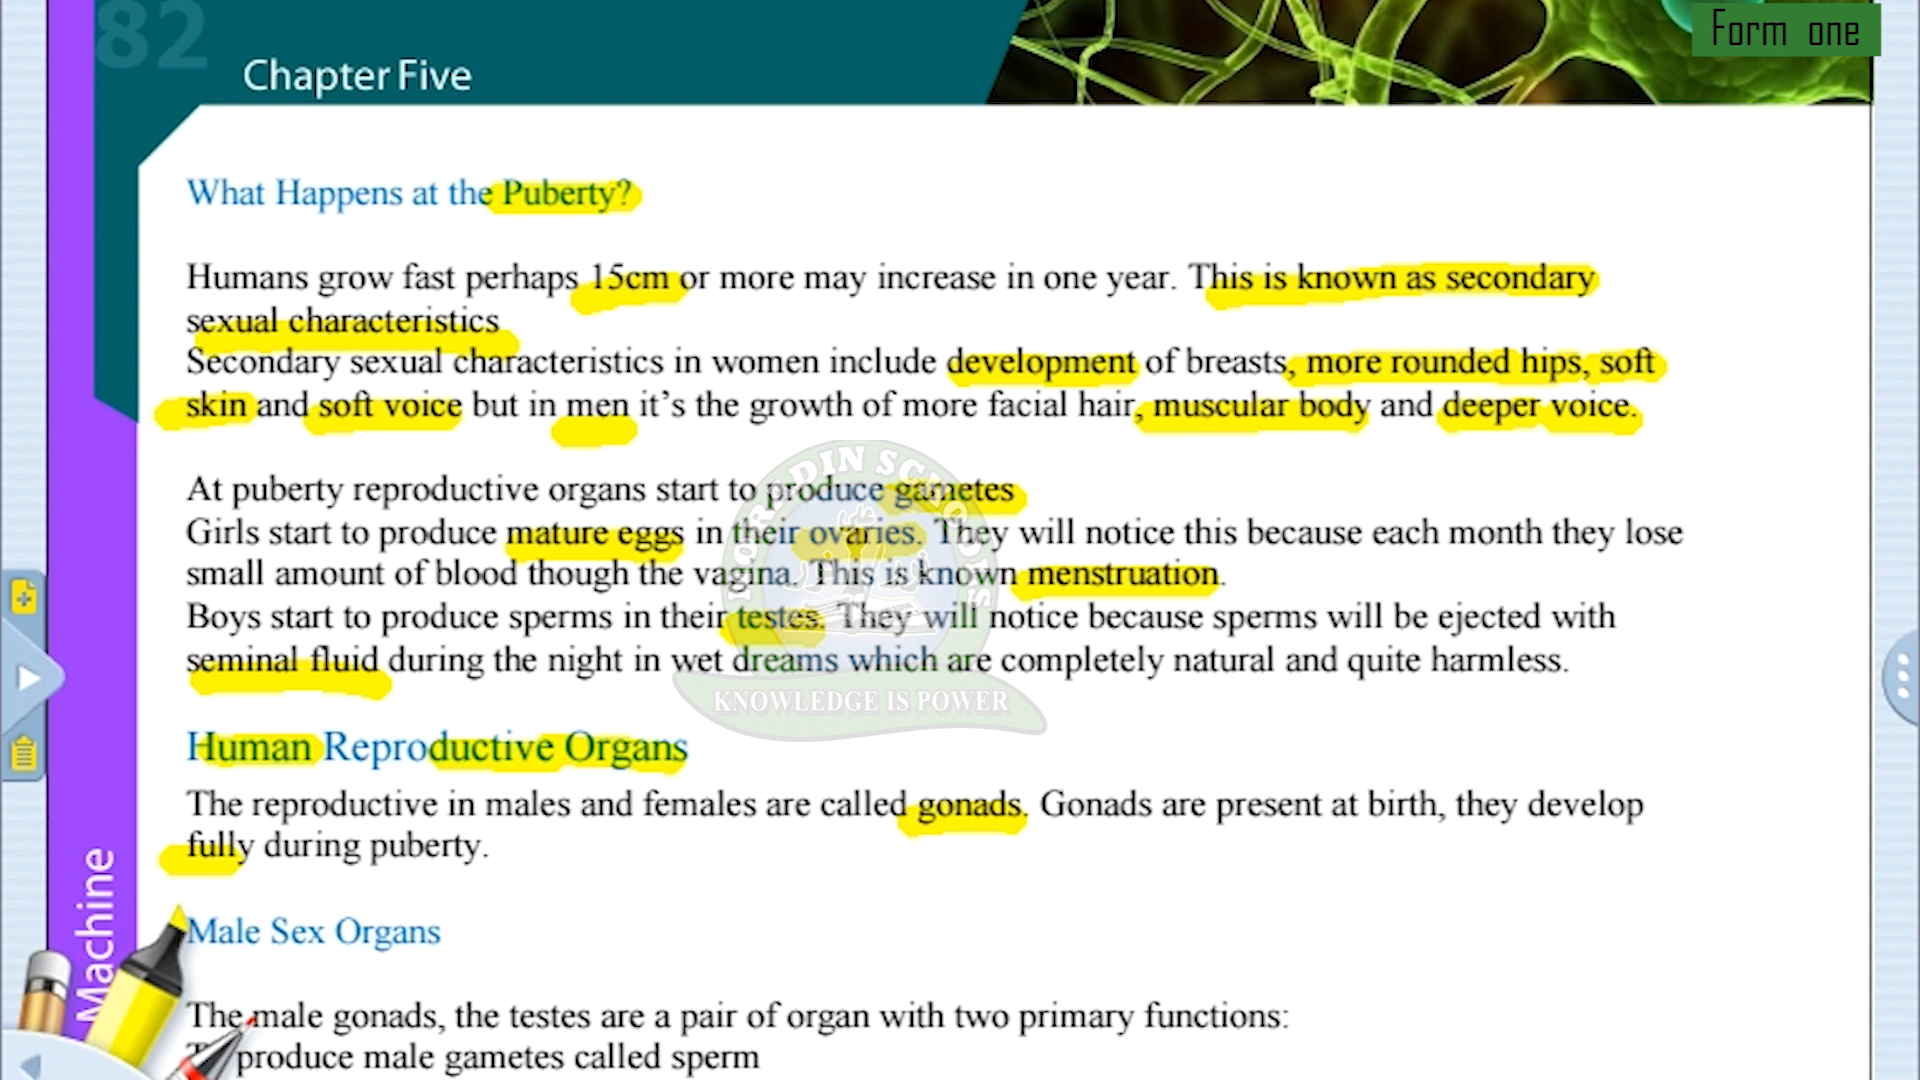 82
Form one
Chapter Five
What Happens at the Puberty?
Humans grow fast perhaps 15cm or more may increase in one year. This is known as secondary
sexual characteristics
Secondary sexual characteristics in women include development of breasts, more rounded hips, soft
skin and soft voice but in men it’s the growth of more facial hair, muscular body and deeper voice.
At puberty reproductive organs start to produce gametes
Girls start to produce mature eggs in their ovaries. They will notice this because each month they lose
small amount of blood though the vagina. This is known menstruation.
Boys start to produce sperms in their testes. They will notice because sperms will be ejected with
seminal fluid during the night in wet dreams which are completely natural and quite harmless.
KNOWLEDGE IS POWER
Human Reproductive Organs
The reproductive in males and females are called gonads. Gonads are present at birth, they develop
fully during puberty.
Male Sex Organs
The male gonads, the testes are a pair of organ with two primary functions:
produce male gametes called sperm
Machine